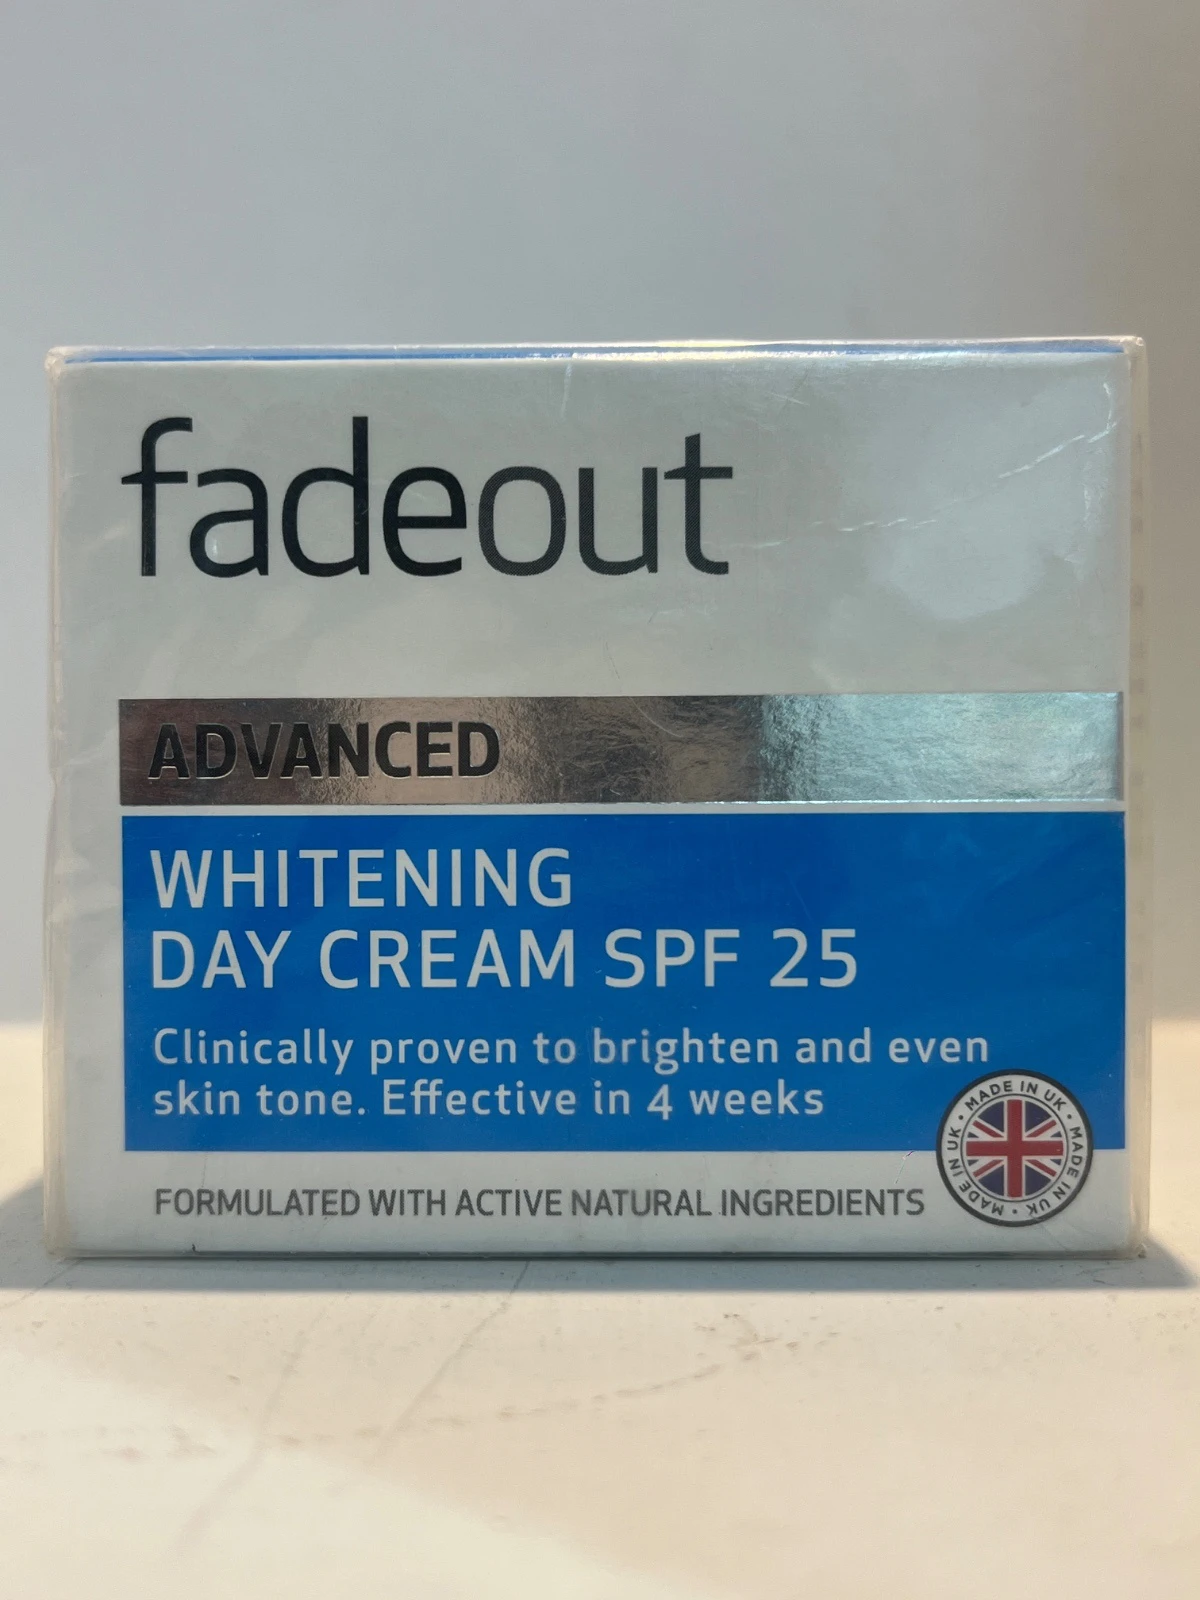 fadeout
ADVANCED
WHITENING
DAY CREAM SPF 25
Clinically proven to brighten and even
skin tone. Effective in 4 weeks
FORMULATED WITH ACTIVE NATURAL INGREDIENTS
MADE IN UK • MADE IN UK • MADE IN UK •